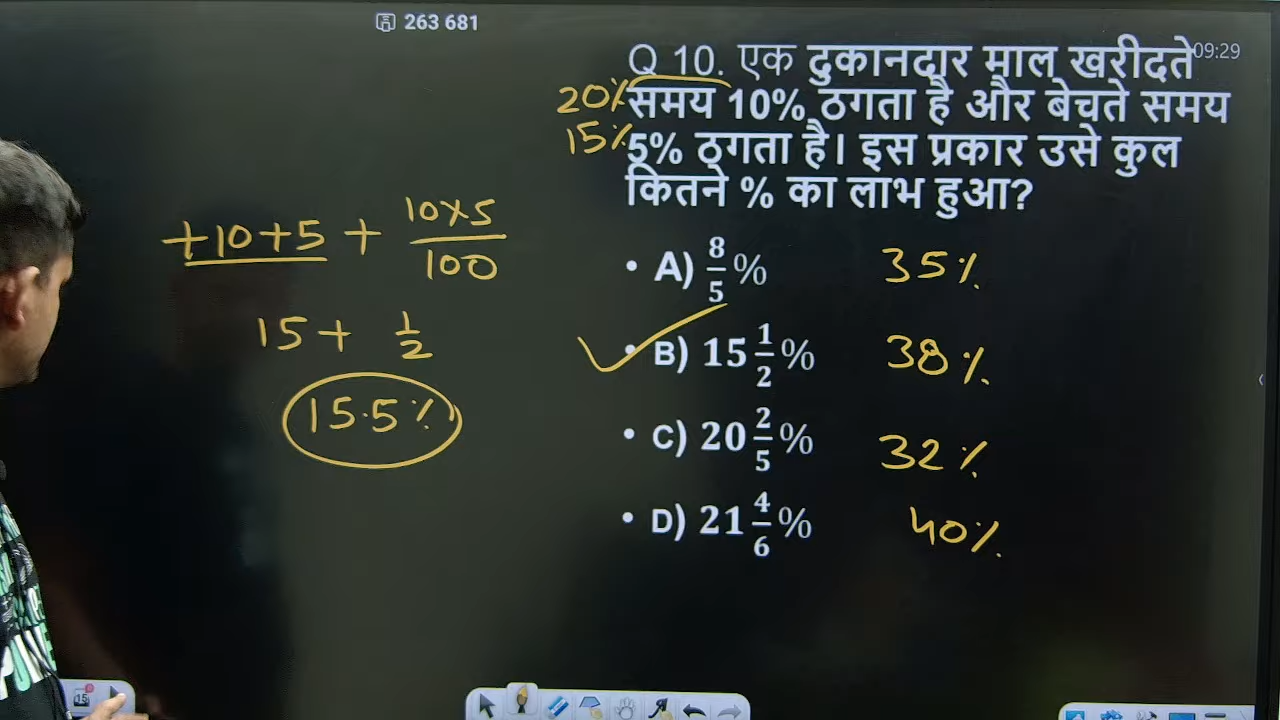 263 681
09:29
Q 10. एक दुकानदार माल खरीदते
समय 10% ठगता है और बेचते समय
5% ठगता है। इस प्रकार उसे कुल
कितने % का लाभ हुआ?
20%
15%
+10+5 + 10×5/100
15 + 1/2
15.5%
• A) 8/5%
35%
• B) 15 1/2%
38%
• C) 20 2/5%
32%
• D) 21 4/6%
40%
15